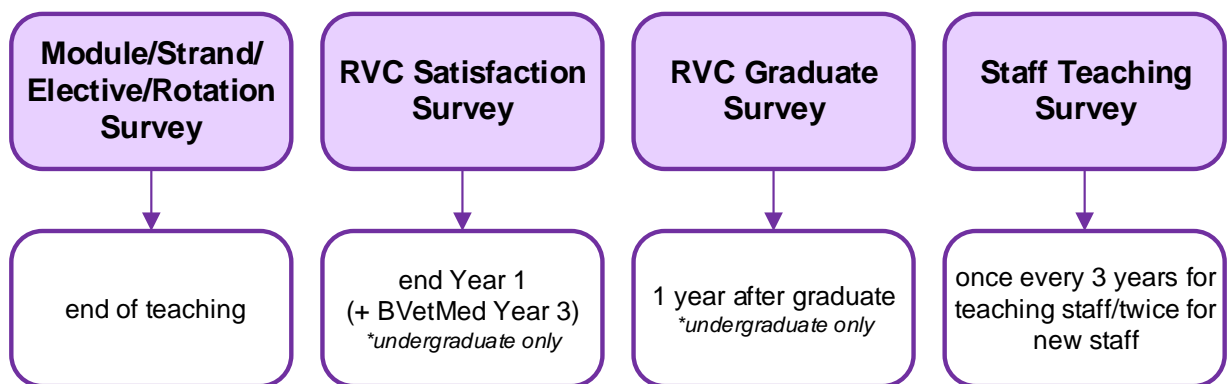 Module/Strand/
Elective/Rotation
Survey
RVC Satisfaction
Survey
RVC Graduate
Survey
Staff Teaching
Survey
end of teaching
end Year 1
(+ BVetMed Year 3)
*undergraduate only
1 year after graduate
*undergraduate only
once every 3 years for
teaching staff/twice for
new staff